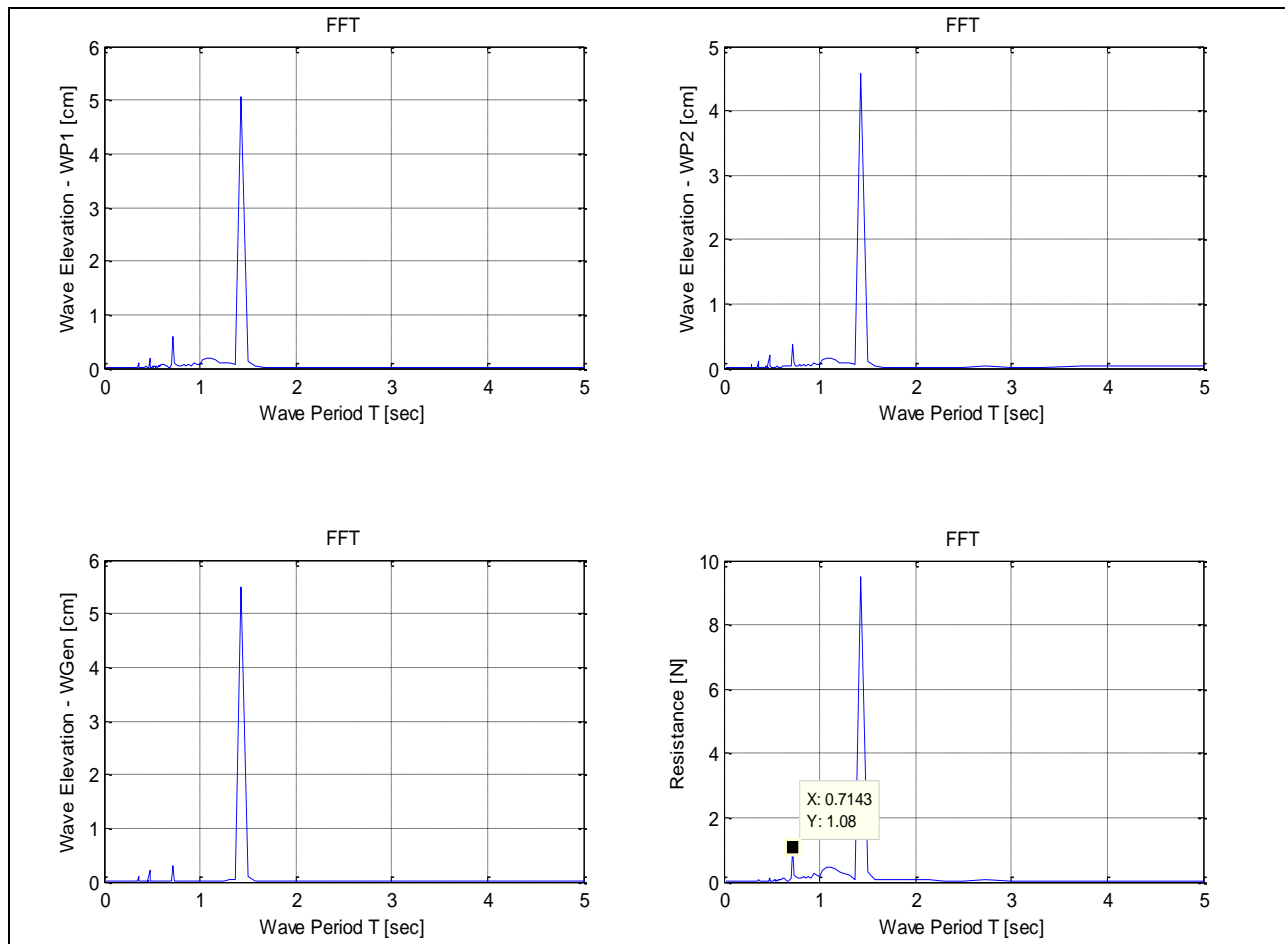 FFT
6
5
4
3
2
1
0
0 1 2 3 4 5
Wave Elevation - WP1 [cm]
Wave Period T [sec]
FFT
5
4
3
2
1
0
0 1 2 3 4 5
Wave Elevation - WP2 [cm]
Wave Period T [sec]
FFT
6
5
4
3
2
1
0
0 1 2 3 4 5
Wave Elevation - WGen [cm]
Wave Period T [sec]
FFT
10
8
6
4
2
0
0 1 2 3 4 5
Resistance [N]
X: 0.7143
Y: 1.08
Wave Period T [sec]